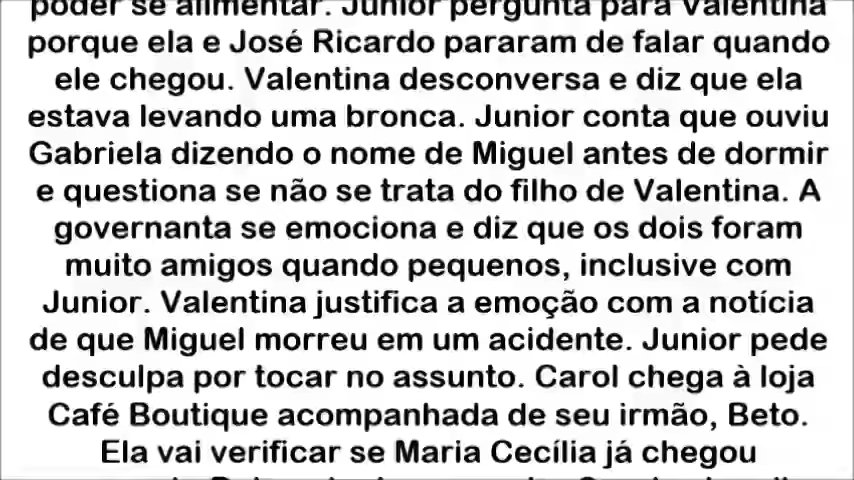 poder se alimentar. Junior pergunta para Valentina
porque ela e José Ricardo pararam de falar quando
ele chegou. Valentina desconversa e diz que ela
estava levando uma bronca. Junior conta que ouviu
Gabriela dizendo o nome de Miguel antes de dormir
e questiona se não se trata do filho de Valentina. A
governanta se emociona e diz que os dois foram
muito amigos quando pequenos, inclusive com
Junior. Valentina justifica a emoção com a notícia
de que Miguel morreu em um acidente. Junior pede
desculpa por tocar no assunto. Carol chega à loja
Café Boutique acompanhada de seu irmão, Beto.
Ela vai verificar se Maria Cecília já chegou